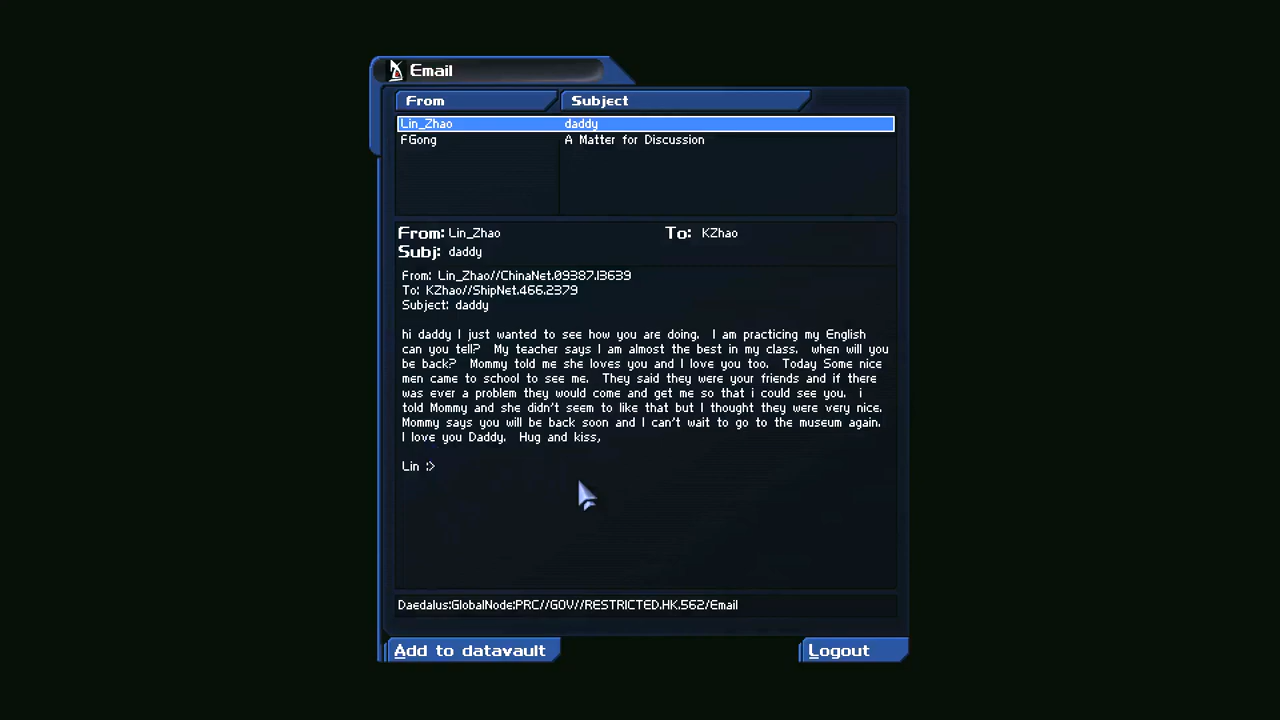 Email
From Subject
Lin_Zhao daddy
FGong A Matter for Discussion
From: Lin_Zhao To: KZhao
Subj: daddy
From: Lin_Zhao//ChinaNet.09387.13639
To: KZhao//ShipNet.466.2379
Subject: daddy
hi daddy I just wanted to see how you are doing. I am practicing my English
can you tell? My teacher says I am almost the best in my class. when will you
be back? Mommy told me she loves you and I love you too. Today Some nice
men came to school to see me. They said they were your friends and if there
was ever a problem they would come and get me so that i could see you. i
told Mommy and she didn't seem to like that but I thought they were very nice.
Mommy says you will be back soon and I can't wait to go to the museum again.
I love you Daddy. Hug and kiss,
Lin :>
Daedalus:GlobalNode:PRC//GOV//RESTRICTED.HK.562/Email
Add to datavault Logout